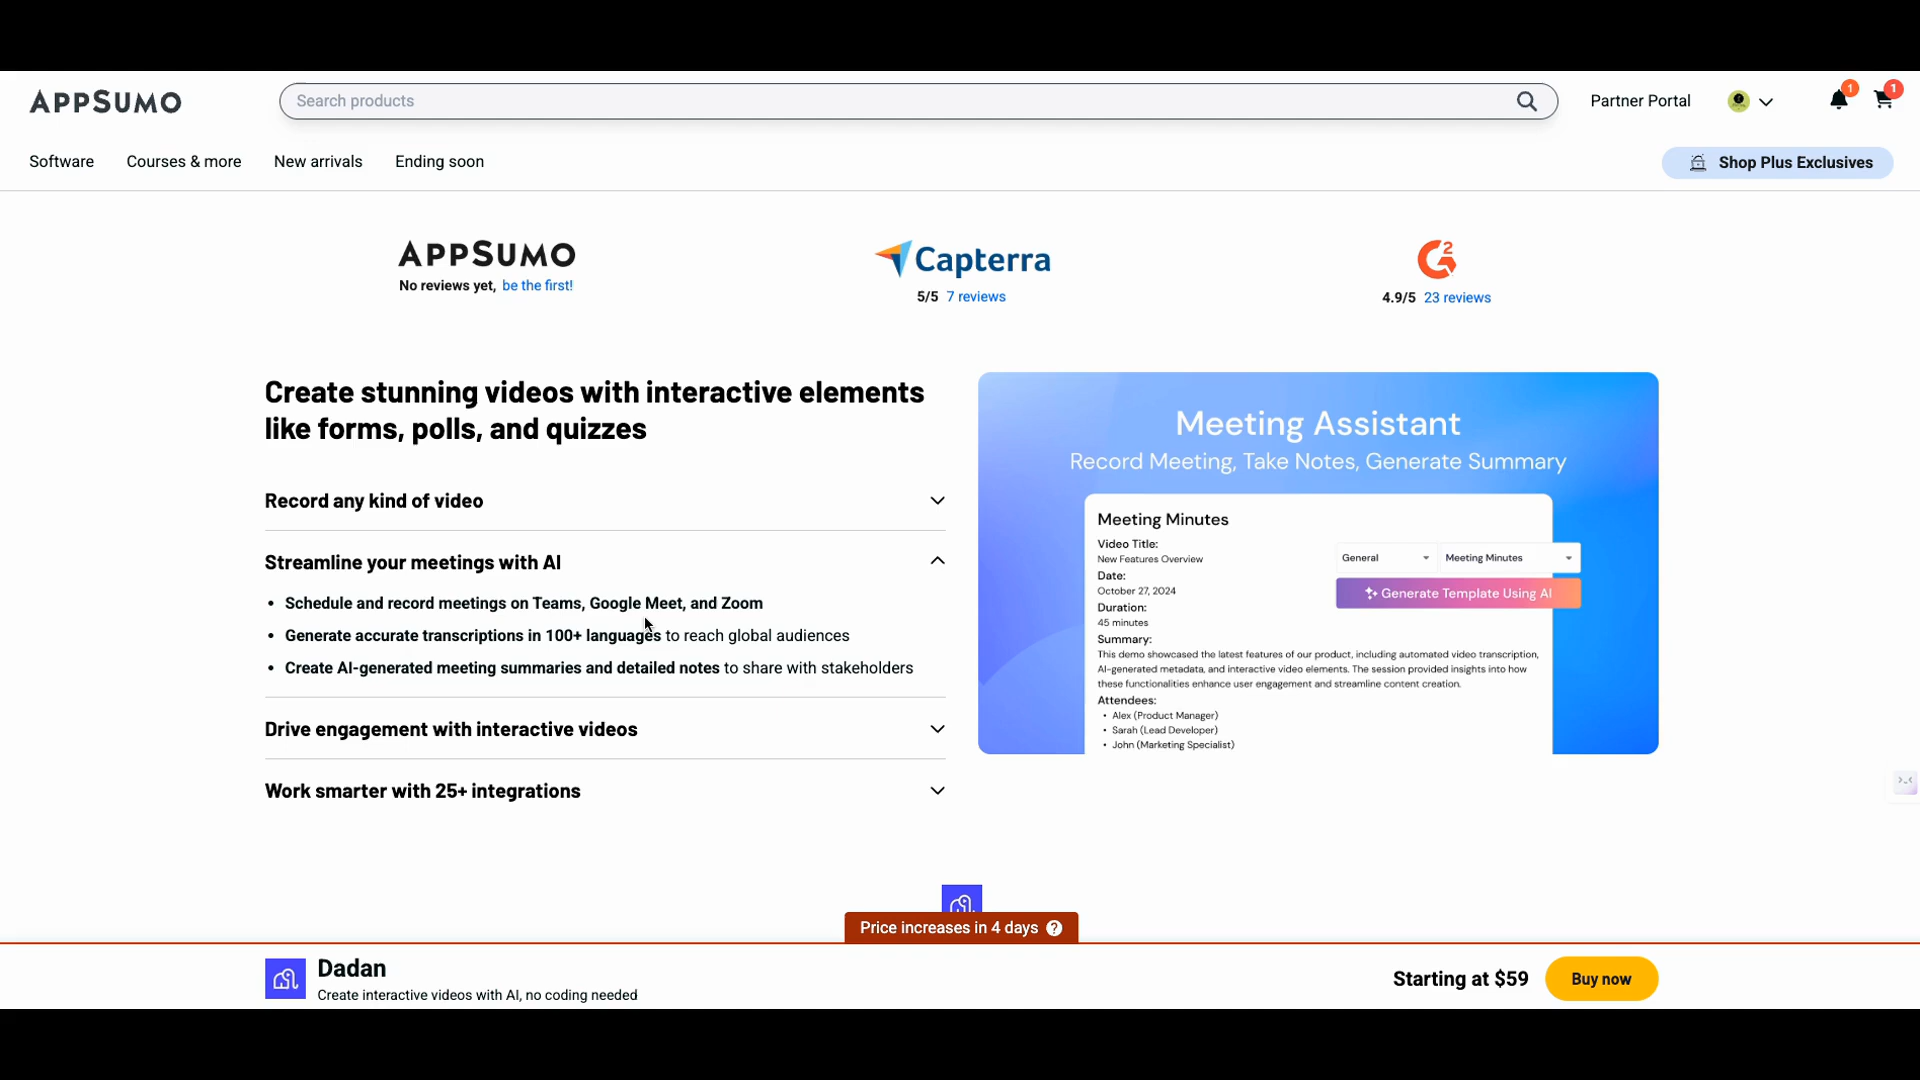 APPSUMO
Search products
Partner Portal
1
1
Software
Courses & more
New arrivals
Ending soon
Shop Plus Exclusives
APPSUMO
No reviews yet, be the first!
Capterra
5/5 7 reviews
G2
4.9/5 23 reviews
Create stunning videos with interactive elements
like forms, polls, and quizzes
Record any kind of video
Streamline your meetings with AI
• Schedule and record meetings on Teams, Google Meet, and Zoom
• Generate accurate transcriptions in 100+ languages to reach global audiences
• Create AI-generated meeting summaries and detailed notes to share with stakeholders
Drive engagement with interactive videos
Work smarter with 25+ integrations
Meeting Assistant
Record Meeting, Take Notes, Generate Summary
Meeting Minutes
Video Title:
New Features Overview
Date:
October 27, 2024
Duration:
45 minutes
Summary:
This demo showcased the latest features of our product, including automated video transcription,
AI-generated metadata, and interactive video elements. The session provided insights into how
these functionalities enhance user engagement and streamline content creation.
Attendees:
• Alex (Product Manager)
• Sarah (Lead Developer)
• John (Marketing Specialist)
General
Meeting Minutes
Generate Template Using AI
Price increases in 4 days ?
Dadan
Create interactive videos with AI, no coding needed
Starting at $59
Buy now